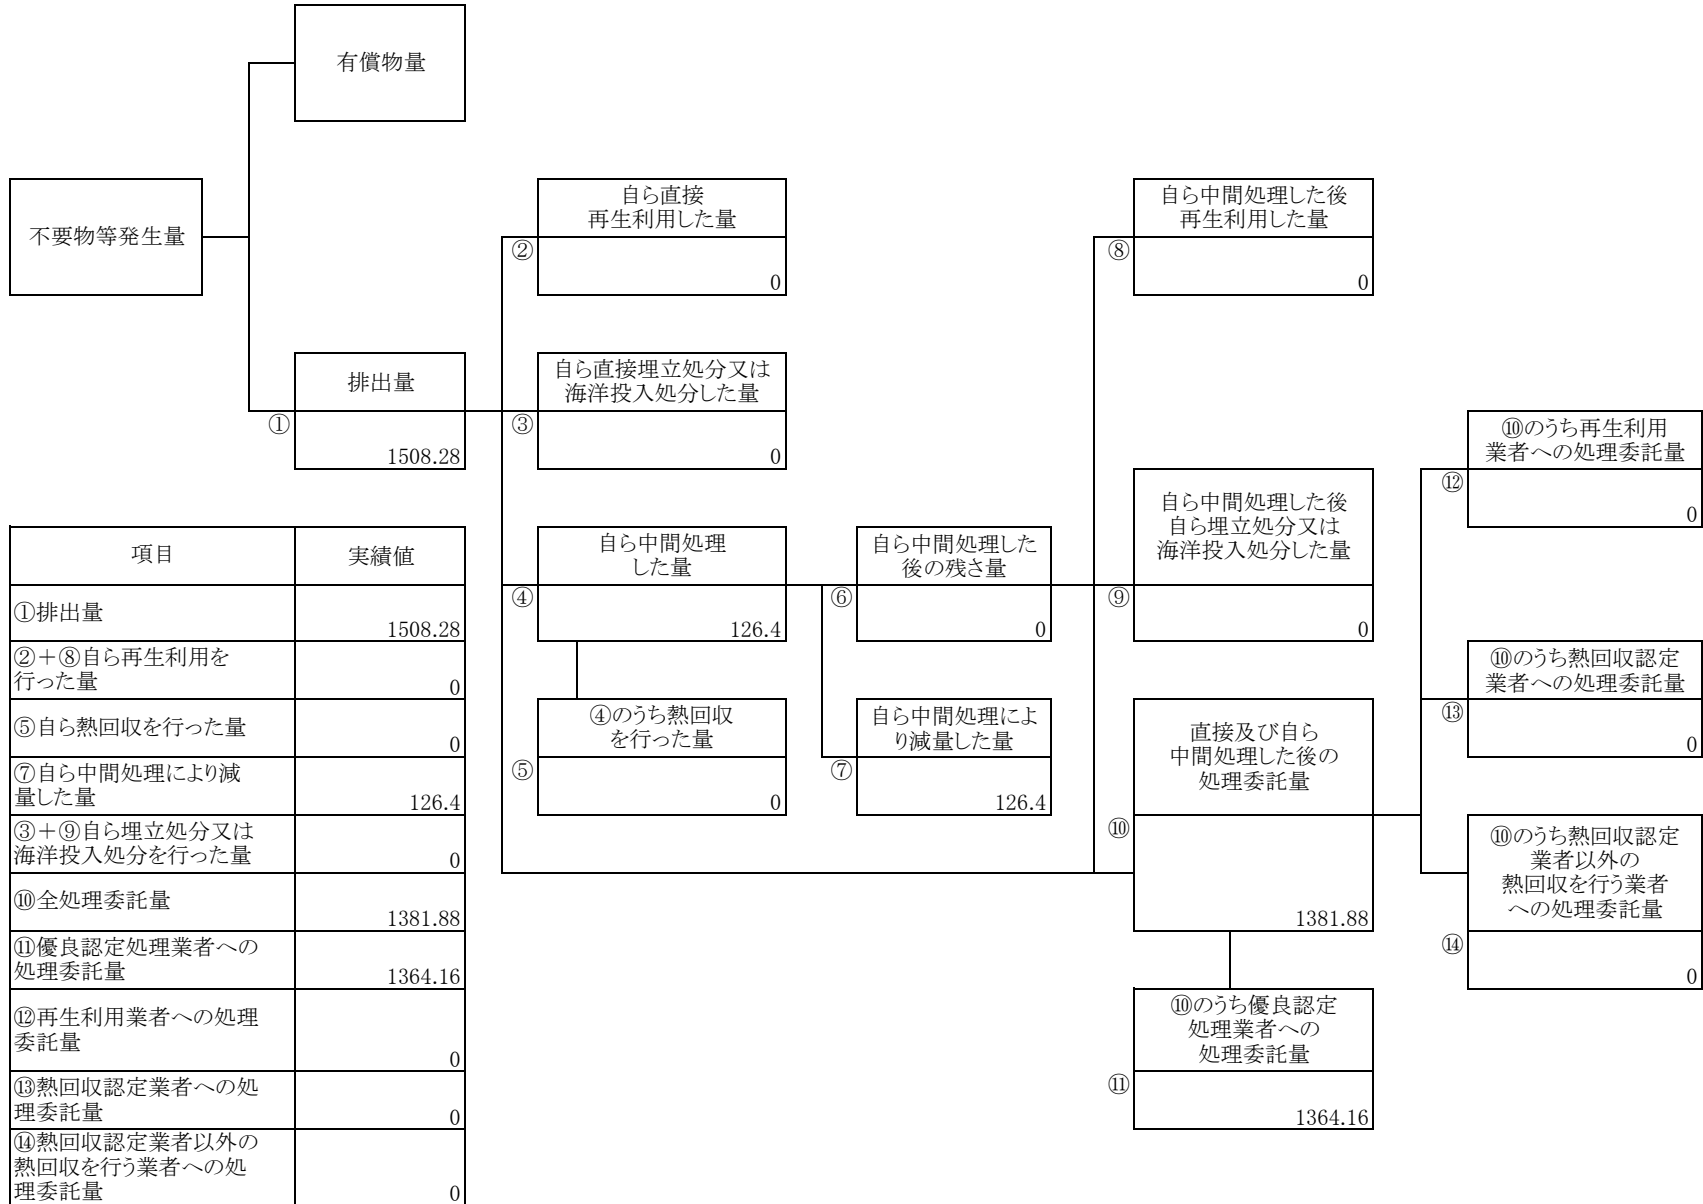 有償物量
不要物等発生量
排出量
①
1508.28
自ら直接
再生利用した量
②
0
自ら直接埋立処分又は
海洋投入処分した量
③
0
自ら中間処理
した量
④
126.4
④のうち熱回収
を行った量
⑤
0
自ら中間処理した
後の残さ量
⑥
0
自ら中間処理によ
り減量した量
⑦
126.4
自ら中間処理した後
再生利用した量
⑧
0
自ら中間処理した後
自ら埋立処分又は
海洋投入処分した量
⑨
0
直接及び自ら
中間処理した後の
処理委託量
⑩
1381.88
⑩のうち優良認定
処理業者への
処理委託量
⑪
1364.16
⑩のうち再生利用
業者への処理委託量
⑫
0
⑩のうち熱回収認定
業者への処理委託量
⑬
0
⑩のうち熱回収認定
業者以外の
熱回収を行う業者
への処理委託量
⑭
0
項目
実績値
①排出量
1508.28
②+⑧自ら再生利用を
行った量
0
⑤自ら熱回収を行った量
0
⑦自ら中間処理により減
量した量
126.4
③+⑨自ら埋立処分又は
海洋投入処分を行った量
0
⑩全処理委託量
1381.88
⑪優良認定処理業者への
処理委託量
1364.16
⑫再生利用業者への処理
委託量
0
⑬熱回収認定業者への処
理委託量
0
⑭熱回収認定業者以外の
熱回収を行う業者への処
理委託量
0